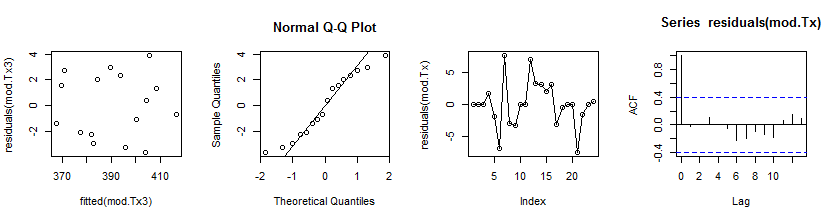 Normal Q-Q Plot
Series residuals(mod.Tx)
residuals(mod.Tx3)
-2 0 2 4
370 390 410
fitted(mod.Tx3)
Sample Quantiles
-2 0 2 4
-2 -1 0 1 2
Theoretical Quantiles
residuals(mod.Tx)
-5 0 5
5 10 20
Index
ACF
-0.4 0.0 0.4 0.8
0 2 4 6 8 10
Lag